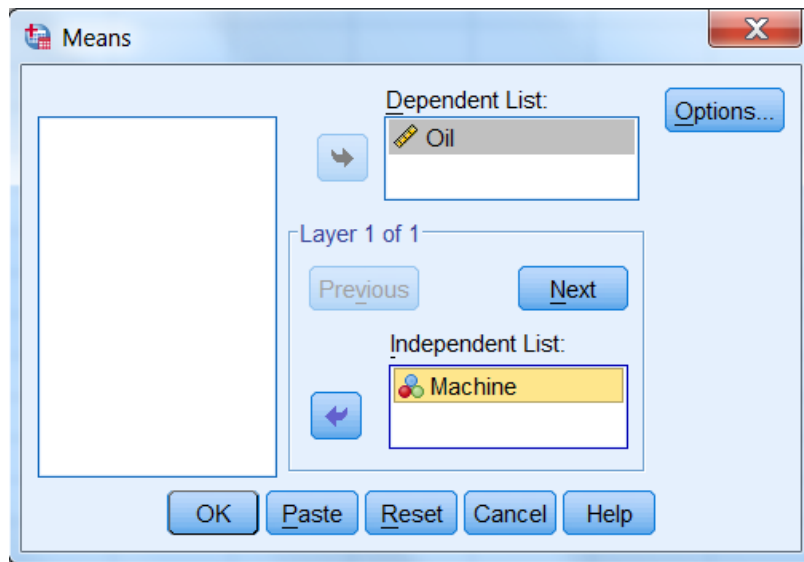 Means
Dependent List:
Options...
Oil
Layer 1 of 1
Previous
Next
Independent List:
Machine
OK
Paste
Reset
Cancel
Help